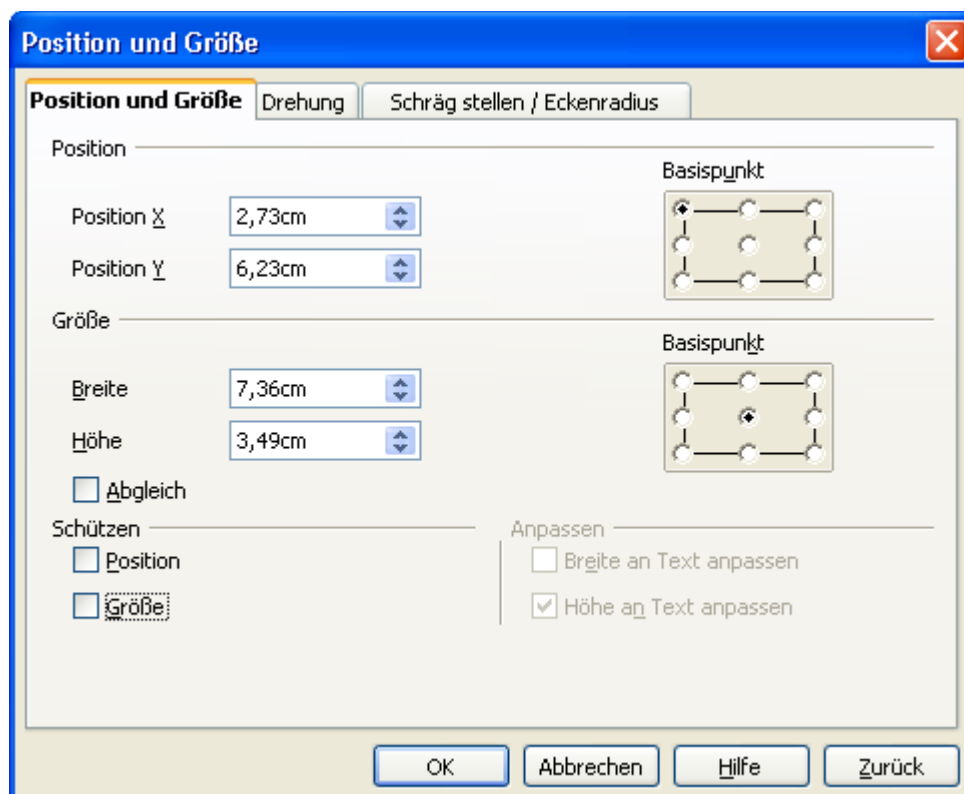 Position und Größe
Position und Größe Drehung Schräg stellen / Eckenradius
Position
Basispunkt
Position X 2,73cm
Position Y 6,23cm
Größe
Basispunkt
Breite 7,36cm
Höhe 3,49cm
Abgleich
Schützen Anpassen
Position Breite an Text anpassen
Größe Höhe an Text anpassen
OK Abbrechen Hilfe Zurück